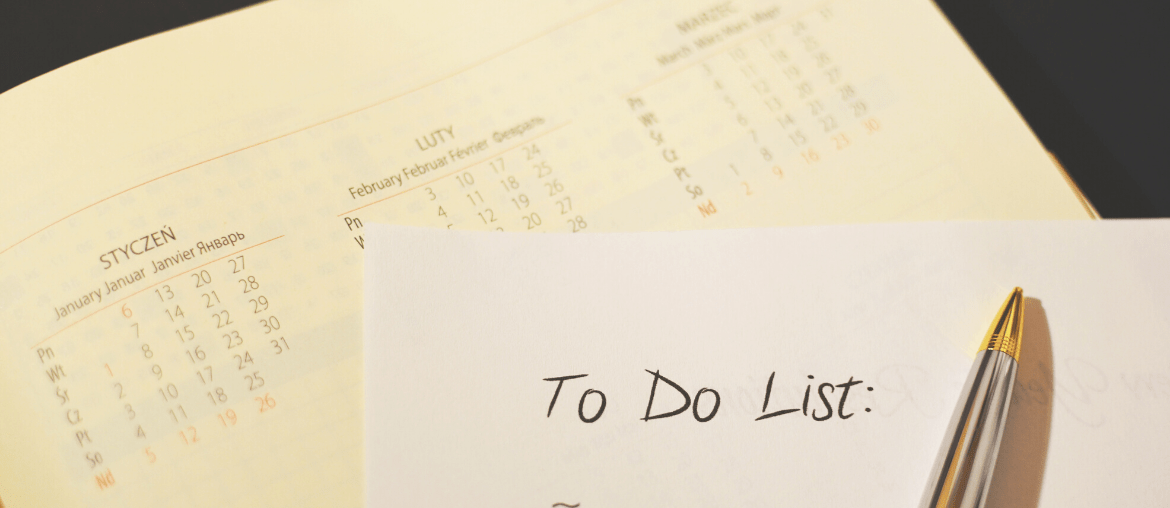 STYCZEŃ
January Januar Janvier Январь
Pn 6 13 20 27
Wt 7 14 21 28
Śr 1 8 15 22 29
Cz 2 9 16 23 30
Pt 3 10 17 24 31
So 4 11 18 25
Nd 5 12 19 26
LUTY
February Februar Février Февраль
Pn 3 10 17 24
4 11 18 25
12 19 26
20 27
28
MARZEC
March März Mars Март
Pn 3 10 17 24 31
Wt 4 11 18 25
Śr 5 12 19 26
Cz 6 13 20 27
Pt 7 14 21 28
So 1 8 15 22 29
Nd 2 9 16 23 30
To Do List: